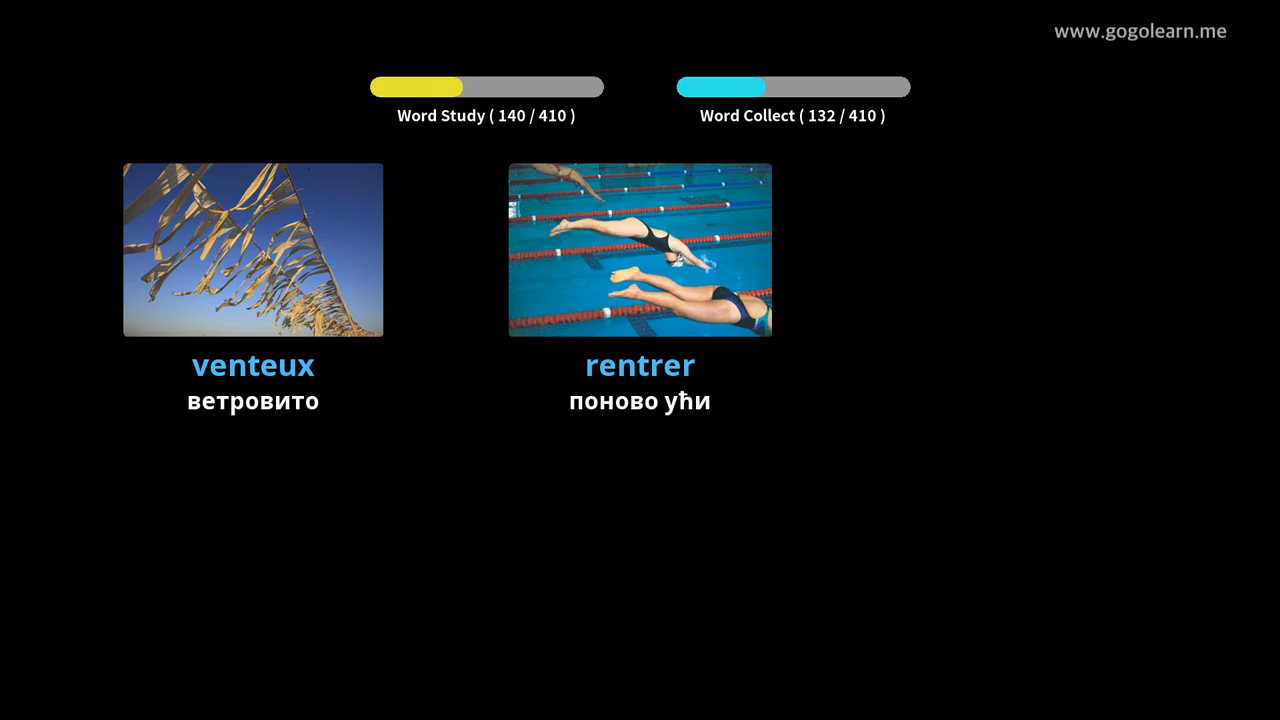 www.gogolearn.me
Word Study ( 140 / 410 )
Word Collect ( 132 / 410 )
venteux
ветровито
rentrer
поново ући